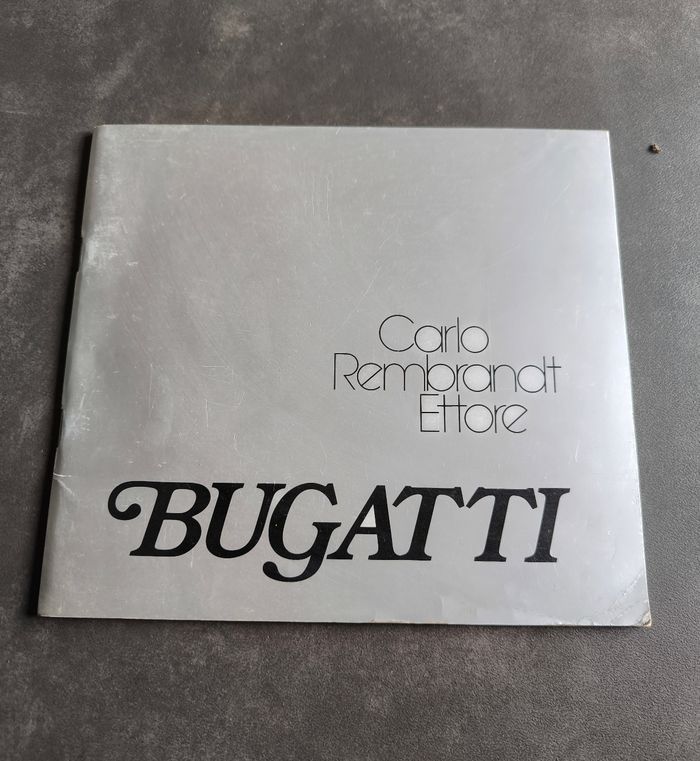 Carlo
Rembrandt
Ettore
BUGATTI